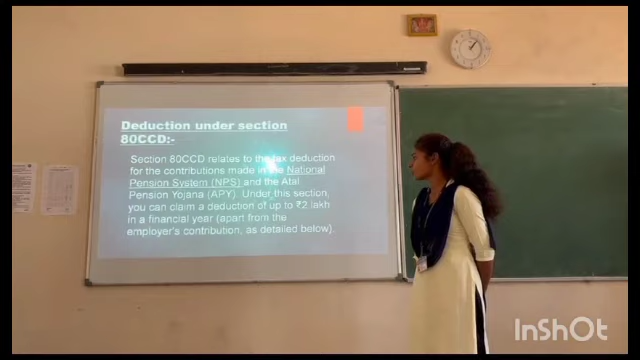 Deduction under section
80CCD:-
Section 80CCD relates to the tax deduction
for the contributions made in the National
Pension System (NPS) and the Atal
Pension Yojana (APY). Under this section,
you can claim a deduction of up to ₹2 lakh
in a financial year (apart from the
employer's contribution, as detailed below).
InShOt